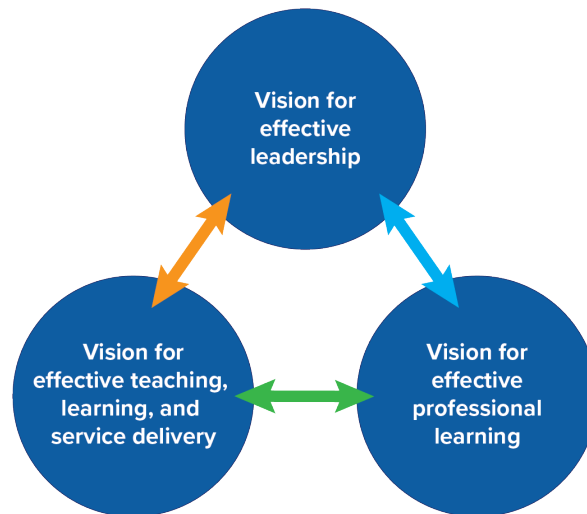 Vision for
effective
leadership
Vision for
effective teaching,
learning, and
service delivery
Vision for
effective
professional
learning